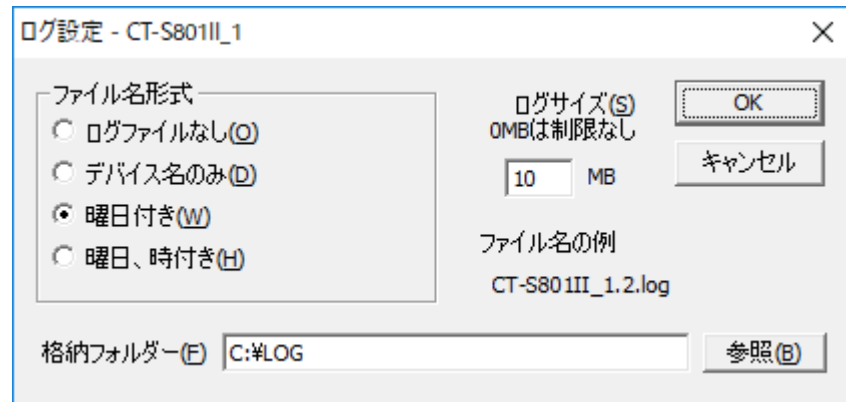 ログ設定 - CT-S801II_1
ファイル名形式
ログファイルなし(O)
デバイス名のみ(D)
曜日付き(W)
曜日、時付き(H)
ログサイズ(S)
0MBは制限なし
10 MB
ファイル名の例
CT-S801II_1.2.log
OK
キャンセル
格納フォルダー(F) C:¥LOG 参照(B)